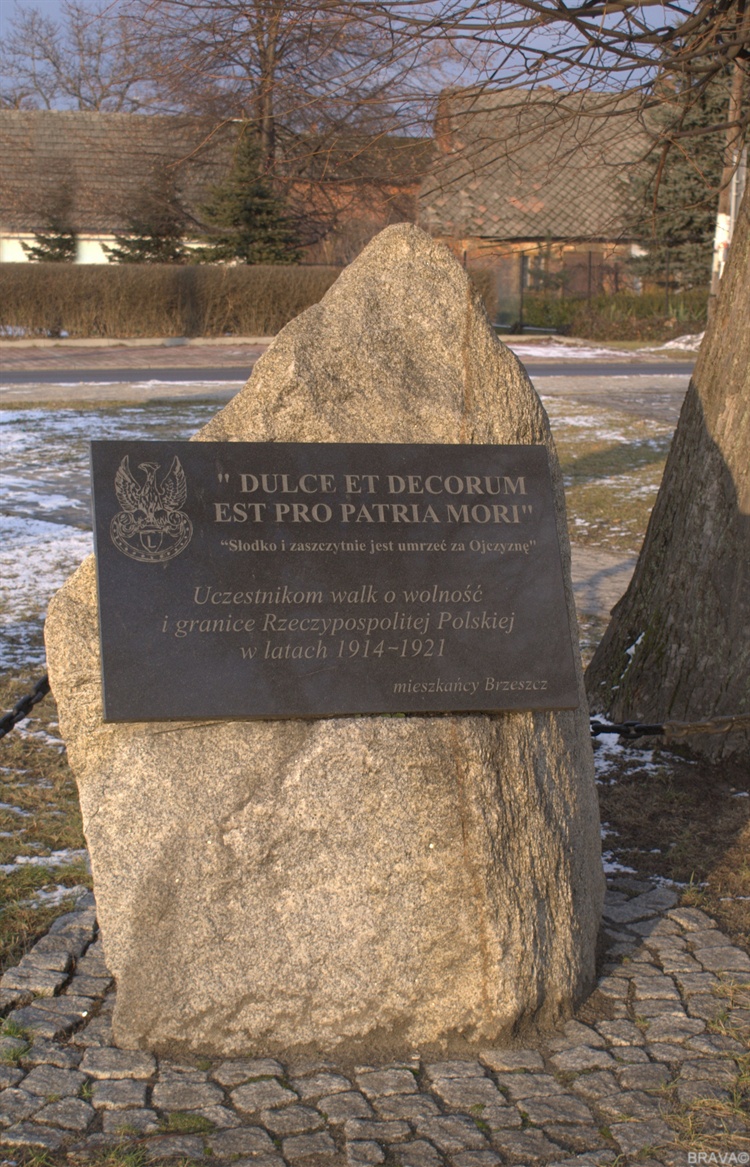 " DULCE ET DECORUM
EST PRO PATRIA MORI"
“Słodko i zaszczytnie jest umrzeć za Ojczyznę"
Uczestnikom walk o wolność
i granice Rzeczypospolitej Polskiej
w latach 1914-1921
mieszkańcy Brzeszcz
L
BRAVA©